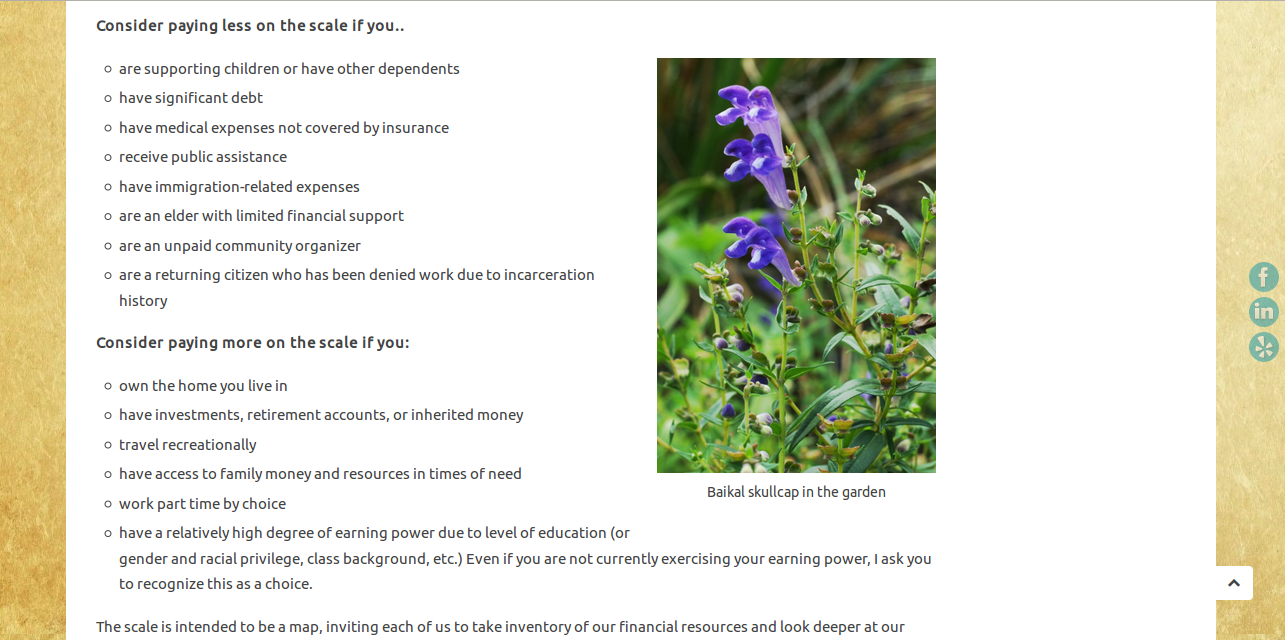 Consider paying less on the scale if you..
are supporting children or have other dependents
have significant debt
have medical expenses not covered by insurance
receive public assistance
have immigration-related expenses
are an elder with limited financial support
are an unpaid community organizer
are a returning citizen who has been denied work due to incarceration
history
Baikal skullcap in the garden
Consider paying more on the scale if you:
own the home you live in
have investments, retirement accounts, or inherited money
travel recreationally
have access to family money and resources in times of need
work part time by choice
have a relatively high degree of earning power due to level of education (or
gender and racial privilege, class background, etc.) Even if you are not currently exercising your earning power, I ask you
to recognize this as a choice.
The scale is intended to be a map, inviting each of us to take inventory of our financial resources and look deeper at our
f
in